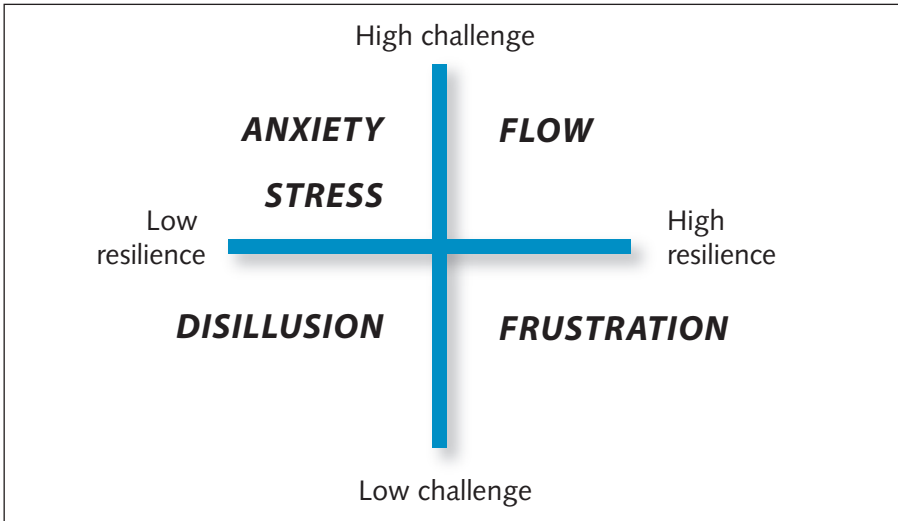 High challenge
ANXIETY
FLOW
STRESS
Low
resilience
High
resilience
DISILLUSION
FRUSTRATION
Low challenge